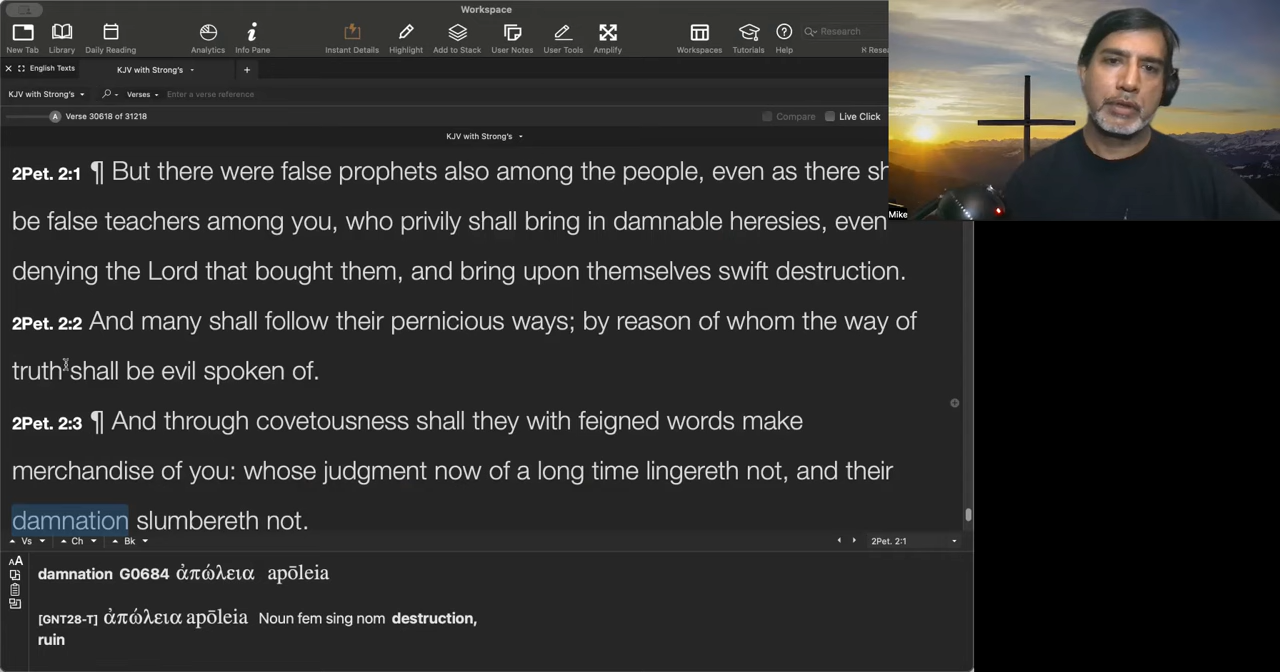 Workspace
New Tab Library Daily Reading Analytics Info Pane Instant Details Highlight Add to Stack User Notes User Tools Amplify Workspaces Tutorials Help Research
English Texts KJV with Strong's +
KJV with Strong's Verses Enter a verse reference
A Verse 30618 of 31218 Compare Live Click
KJV with Strong's
2Pet. 2:1 ¶ But there were false prophets also among the people, even as there sh
be false teachers among you, who privily shall bring in damnable heresies, even
denying the Lord that bought them, and bring upon themselves swift destruction.
2Pet. 2:2 And many shall follow their pernicious ways; by reason of whom the way of
truth shall be evil spoken of.
2Pet. 2:3 ¶ And through covetousness shall they with feigned words make
merchandise of you: whose judgment now of a long time lingereth not, and their
damnation slumbereth not.
Vs Ch Bk 2Pet. 2:1
damnation G0684 ἀπώλεια apōleia
[GNT28-T] ἀπώλεια apōleia Noun fem sing nom destruction,
ruin
Mike